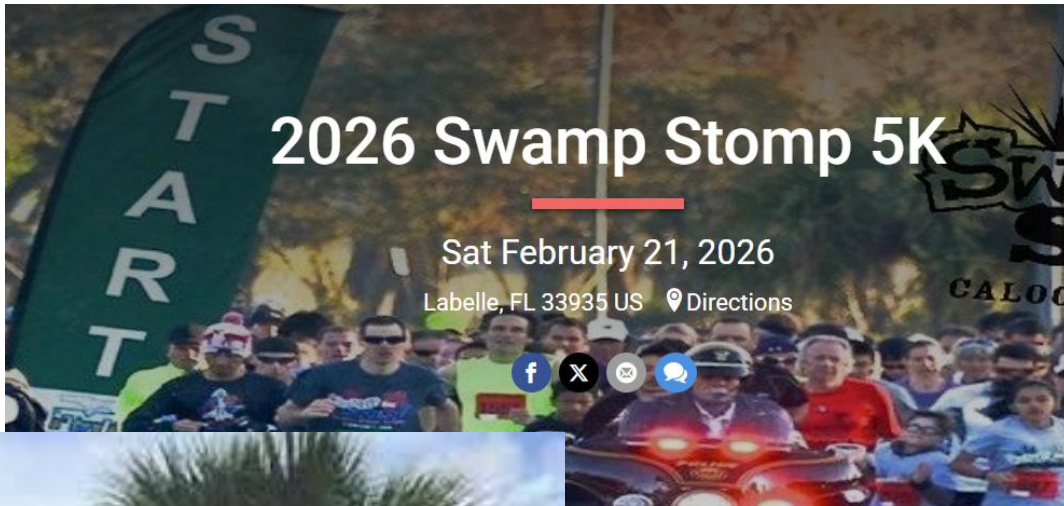 START
2026 Swamp Stomp 5K
Sat February 21, 2026
Labelle, FL 33935 US Directions